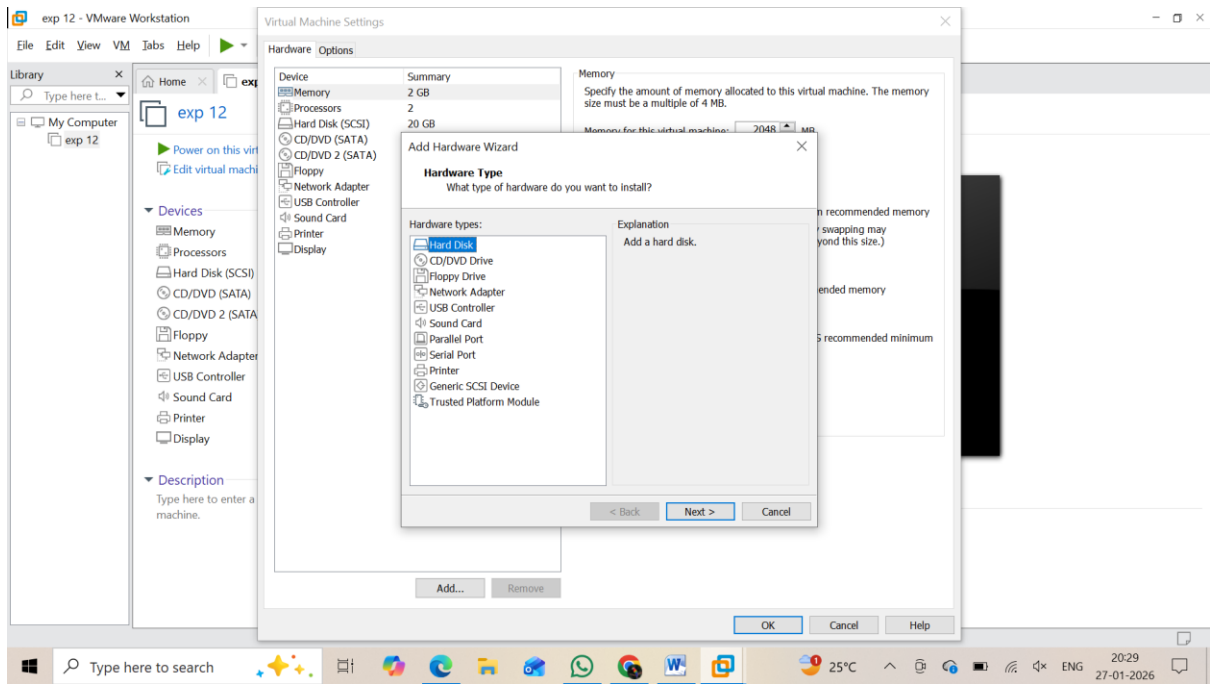 exp 12 - VMware Workstation
File Edit View VM Tabs Help
Library
Type here t...
My Computer
exp 12
Home
exp
exp 12
Power on this virt
Edit virtual machi
Devices
Memory
Processors
Hard Disk (SCSI)
CD/DVD (SATA)
CD/DVD 2 (SATA
Floppy
Network Adapter
USB Controller
Sound Card
Printer
Display
Description
Type here to enter a
machine.
Virtual Machine Settings
Hardware Options
Device Summary
Memory 2 GB
Processors 2
Hard Disk (SCSI) 20 GB
CD/DVD (SATA)
CD/DVD 2 (SATA)
Floppy
Network Adapter
USB Controller
Sound Card
Printer
Display
Add... Remove
Memory
Specify the amount of memory allocated to this virtual machine. The memory
size must be a multiple of 4 MB.
Memory for this virtual machine: 2048 MB
n recommended memory
swapping may
yond this size.)
ended memory
S recommended minimum
Add Hardware Wizard
Hardware Type
What type of hardware do you want to install?
Hardware types:
Hard Disk
CD/DVD Drive
Floppy Drive
Network Adapter
USB Controller
Sound Card
Parallel Port
Serial Port
Printer
Generic SCSI Device
Trusted Platform Module
Explanation
Add a hard disk.
< Back Next > Cancel
OK Cancel Help
Type here to search
25°C
ENG
20:29
27-01-2026